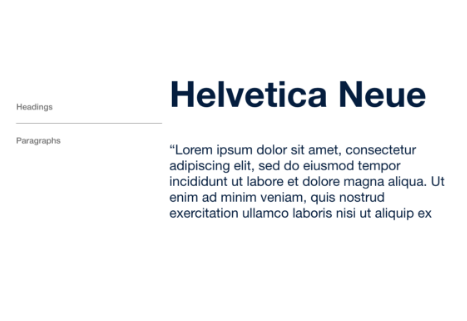 Helvetica Neue
Headings
Paragraphs
“Lorem ipsum dolor sit amet, consectetur
adipiscing elit, sed do eiusmod tempor
incididunt ut labore et dolore magna aliqua. Ut
enim ad minim veniam, quis nostrud
exercitation ullamco laboris nisi ut aliquip ex